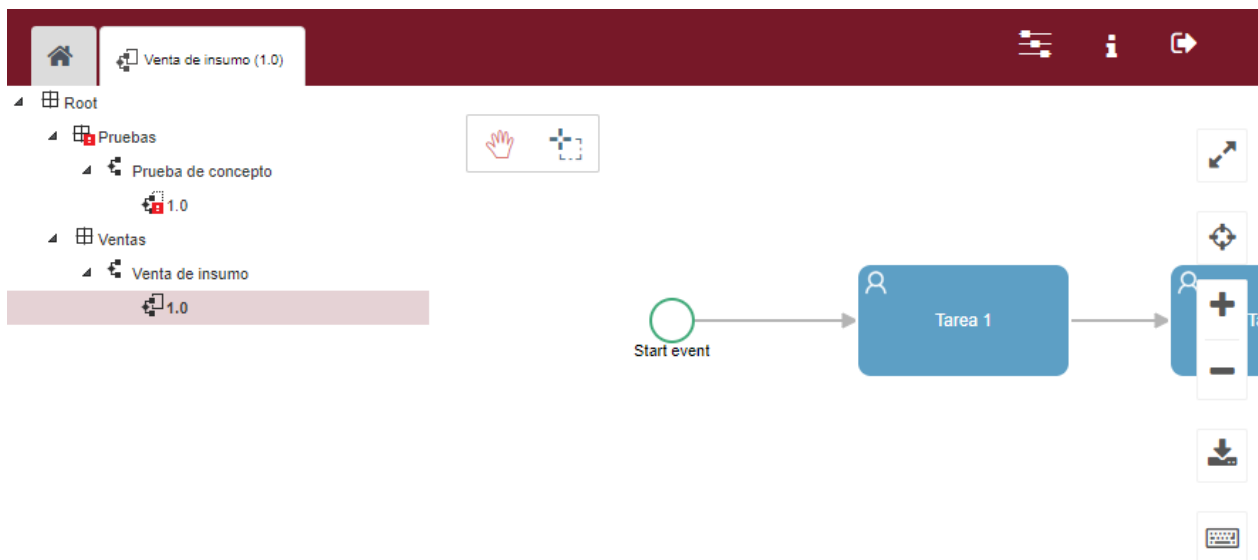 Venta de insumo (1.0)
Root
Pruebas
Prueba de concepto
1.0
Ventas
Venta de insumo
1.0
Start event
Tarea 1